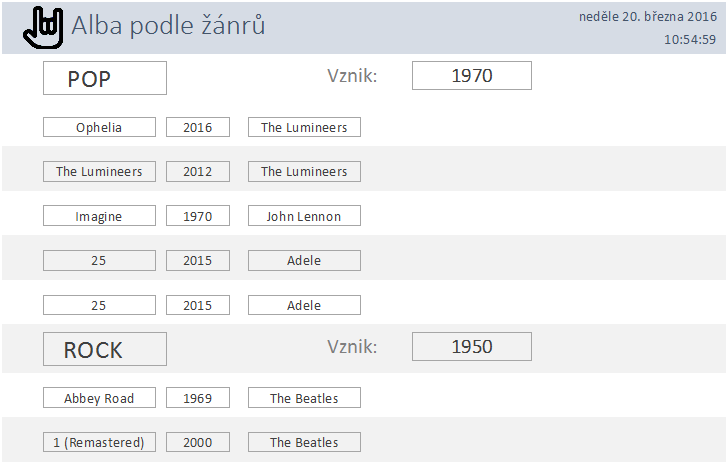 Alba podle žánrů
neděle 20. března 2016
10:54:59
POP Vznik: 1970
Ophelia 2016 The Lumineers
The Lumineers 2012 The Lumineers
Imagine 1970 John Lennon
25 2015 Adele
25 2015 Adele
ROCK Vznik: 1950
Abbey Road 1969 The Beatles
1 (Remastered) 2000 The Beatles